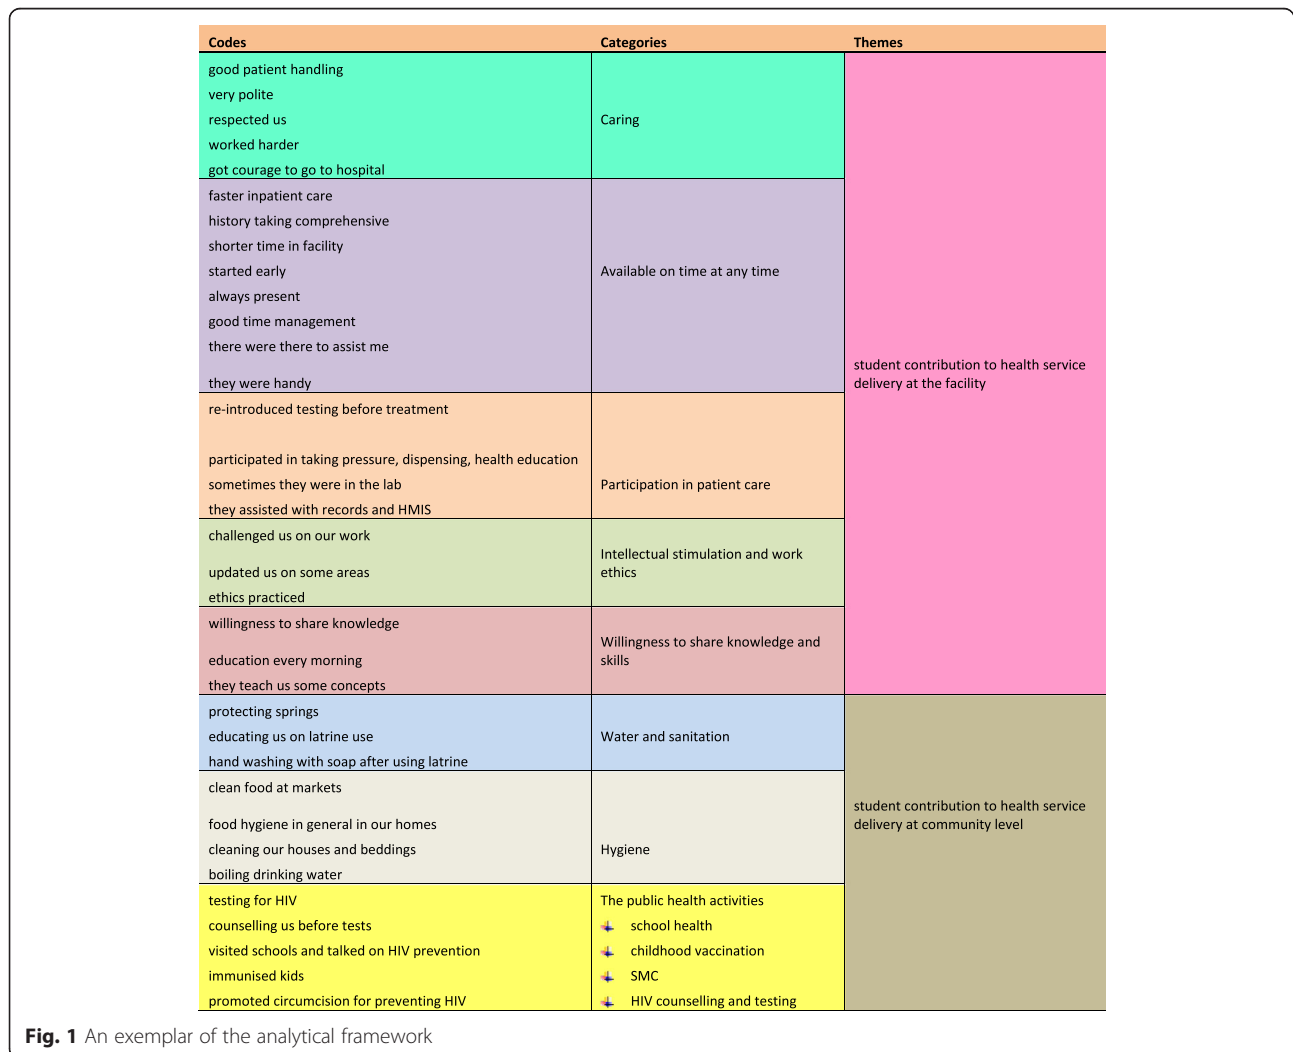 Codes Categories Themes
good patient handling
very polite
respected us Caring
worked harder
got courage to go to hospital
faster inpatient care
history taking comprehensive
shorter time in facility
started early Available on time at any time
always present
good time management
there were there to assist me
student contribution to health service
they were handy delivery at the facility
re-introduced testing before treatment
participated in taking pressure, dispensing, health education
sometimes they were in the lab Participation in patient care
they assisted with records and HMIS
challenged us on our work
Intellectual stimulation and work
updated us on some areas ethics
ethics practiced
willingness to share knowledge
Willingness to share knowledge and
education every morning skills
they teach us some concepts
protecting springs
educating us on latrine use Water and sanitation
hand washing with soap after using latrine
clean food at markets
student contribution to health service
food hygiene in general in our homes delivery at community level
cleaning our houses and beddings Hygiene
boiling drinking water
testing for HIV The public health activities
counselling us before tests school health
visited schools and talked on HIV prevention childhood vaccination
immunised kids SMC
promoted circumcision for preventing HIV HIV counselling and testing
Fig. 1 An exemplar of the analytical framework